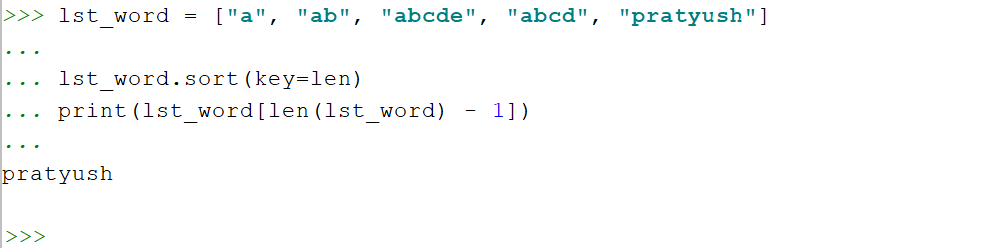 >>> lst_word = ["a", "ab", "abcde", "abcd", "pratyush"]
...
... lst_word.sort(key=len)
... print(lst_word[len(lst_word) - 1])
...
pratyush
>>>